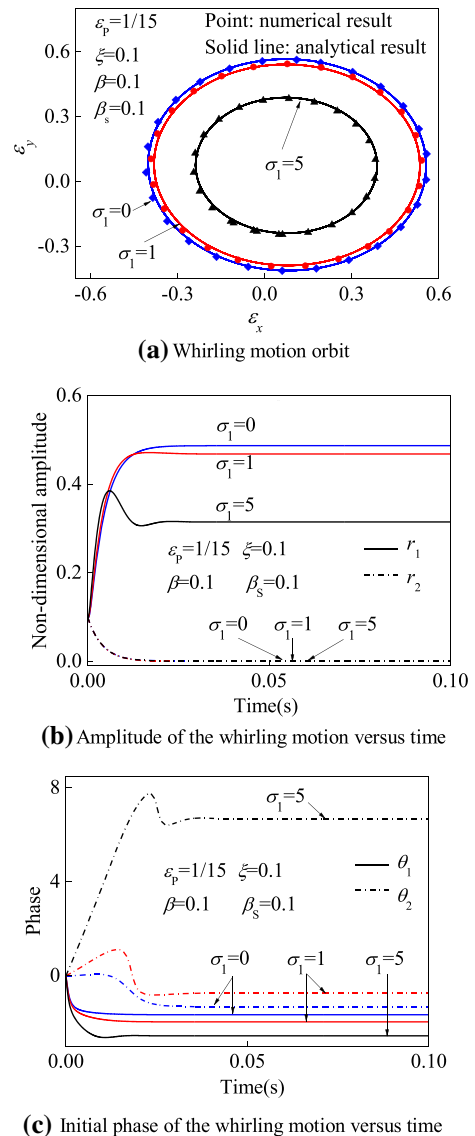 ε_P=1/15 Point: numerical result
ξ=0.1 Solid line: analytical result
β=0.1
β_s=0.1
0.6
0.3
0.0
-0.3
ε_y
σ_1=5
σ_1=0
σ_1=1
-0.6 -0.3 0.0 0.3 0.6
ε_x
(a) Whirling motion orbit
0.6
0.4
0.2
0.0
Non-dimensional amplitude
σ_1=0
σ_1=1
σ_1=5
ε_P=1/15 ξ=0.1
β=0.1 β_S=0.1
r_1
r_2
σ_1=0 σ_1=1 σ_1=5
0.00 0.05 0.10
Time(s)
(b) Amplitude of the whirling motion versus time
8
4
0
Phase
σ_1=5
ε_P=1/15 ξ=0.1
β=0.1 β_S=0.1
θ_1
θ_2
σ_1=0 σ_1=1 σ_1=5
0.00 0.05 0.10
Time(s)
(c) Initial phase of the whirling motion versus time